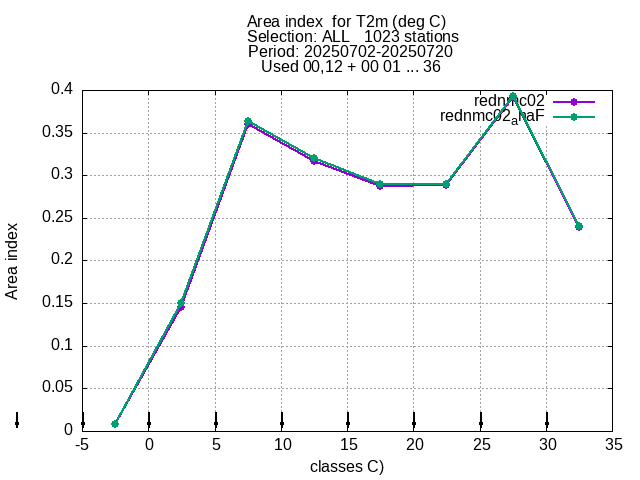 Area index  for T2m (deg C)
Selection: ALL   1023 stations
Period: 20250702-20250720
Used 00,12 + 00 01 ... 36
rednmc02
rednmc02_ahaF
0.4
0.35
0.3
0.25
0.2
0.15
0.1
0.05
0
Area index
-5 0 5 10 15 20 25 30 35
classes C)